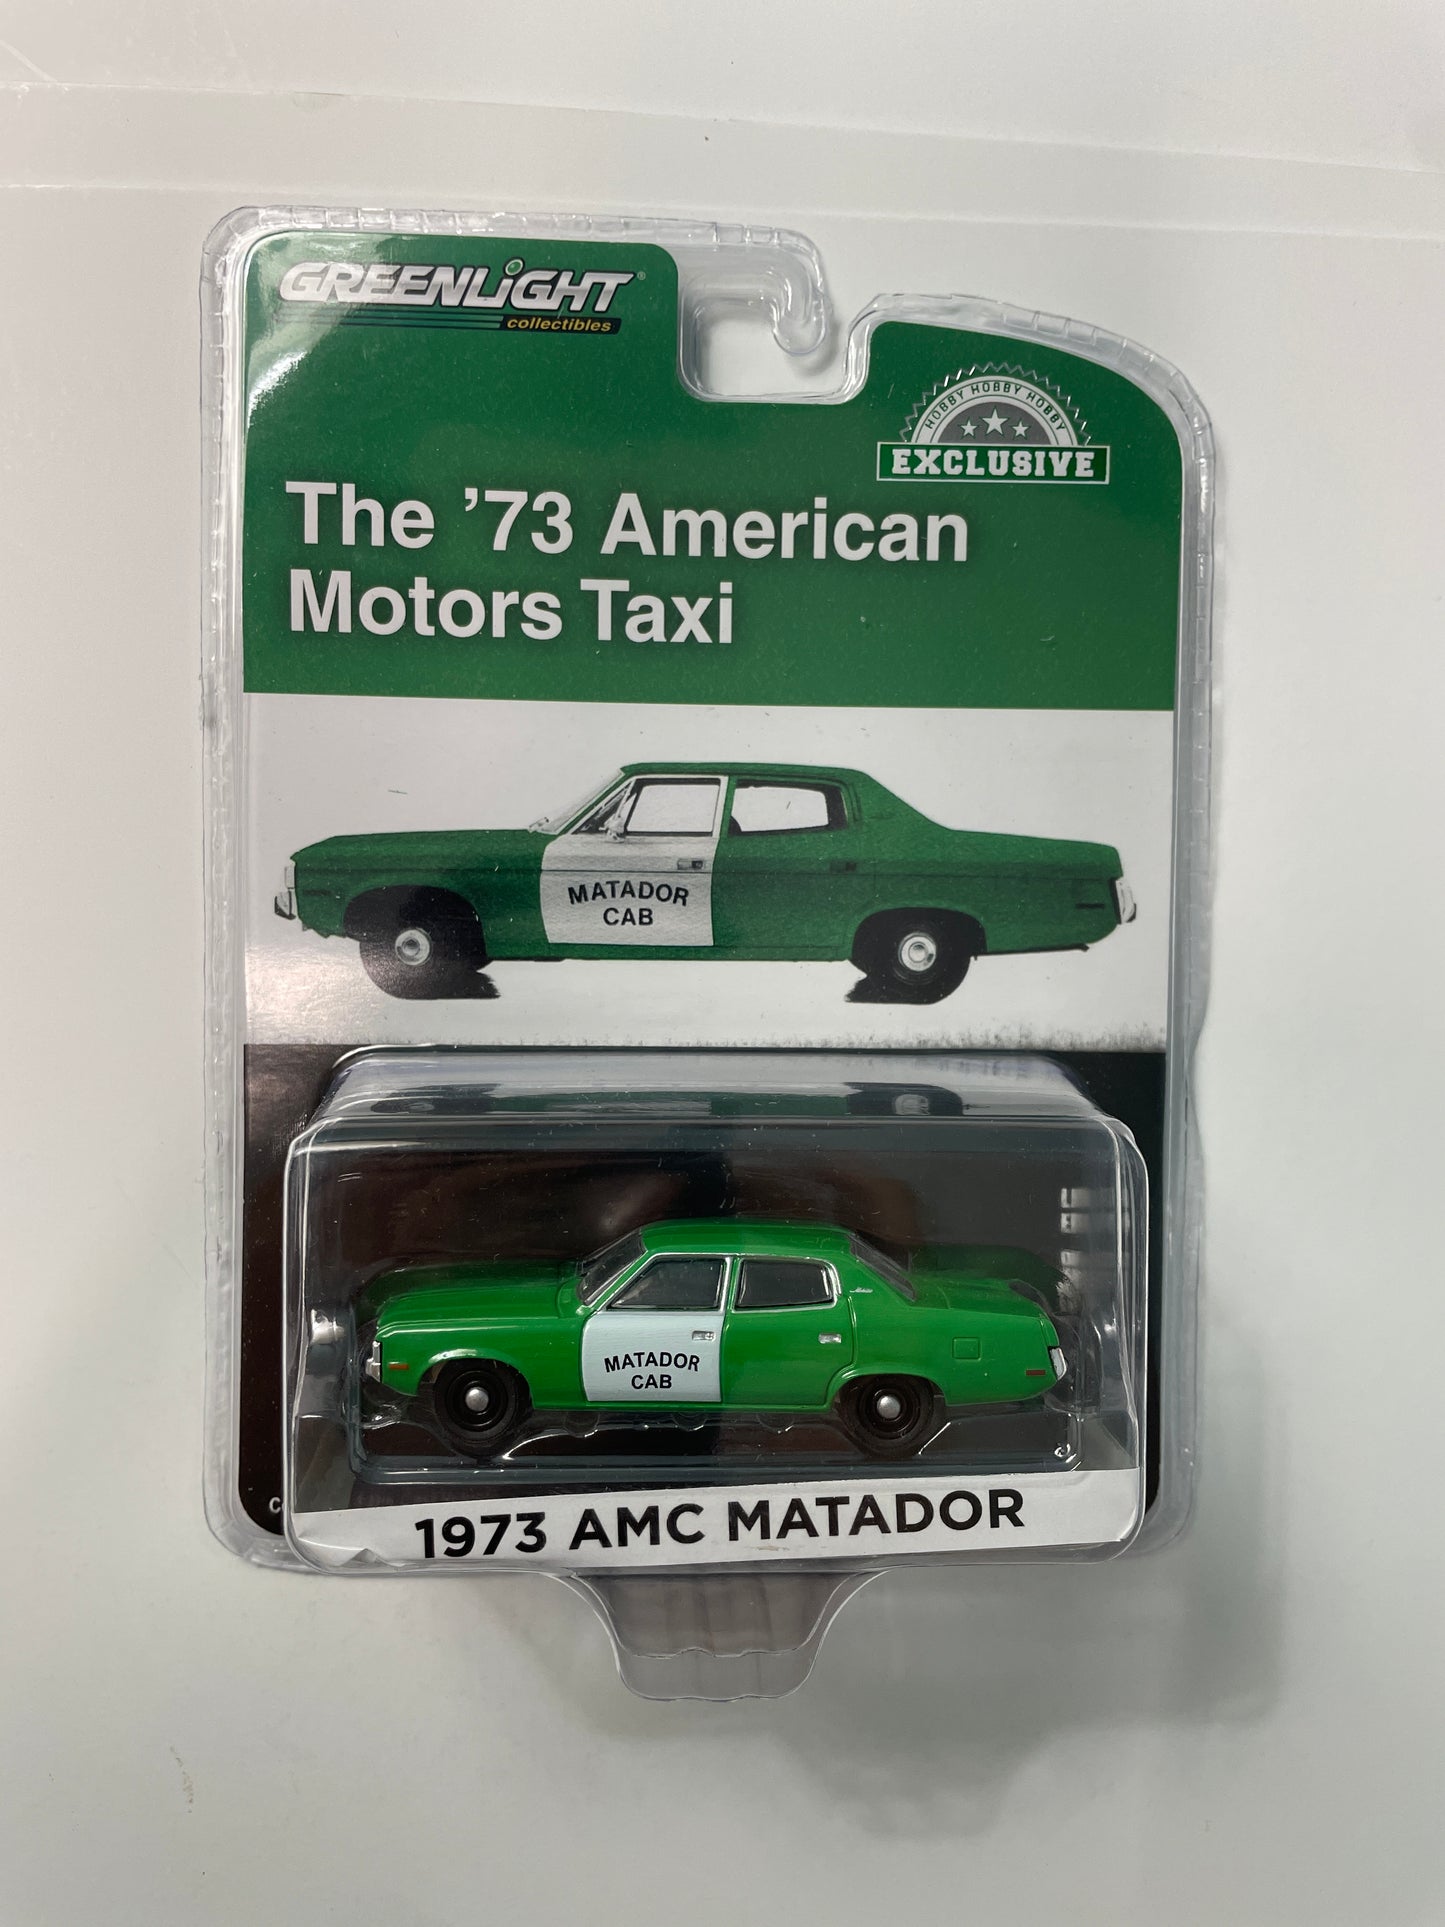 GREENLiGHT
collectibles
HOBBY HOBBY HOBBY
EXCLUSIVE
The ’73 American
Motors Taxi
MATADOR
CAB
MATADOR
CAB
1973 AMC MATADOR